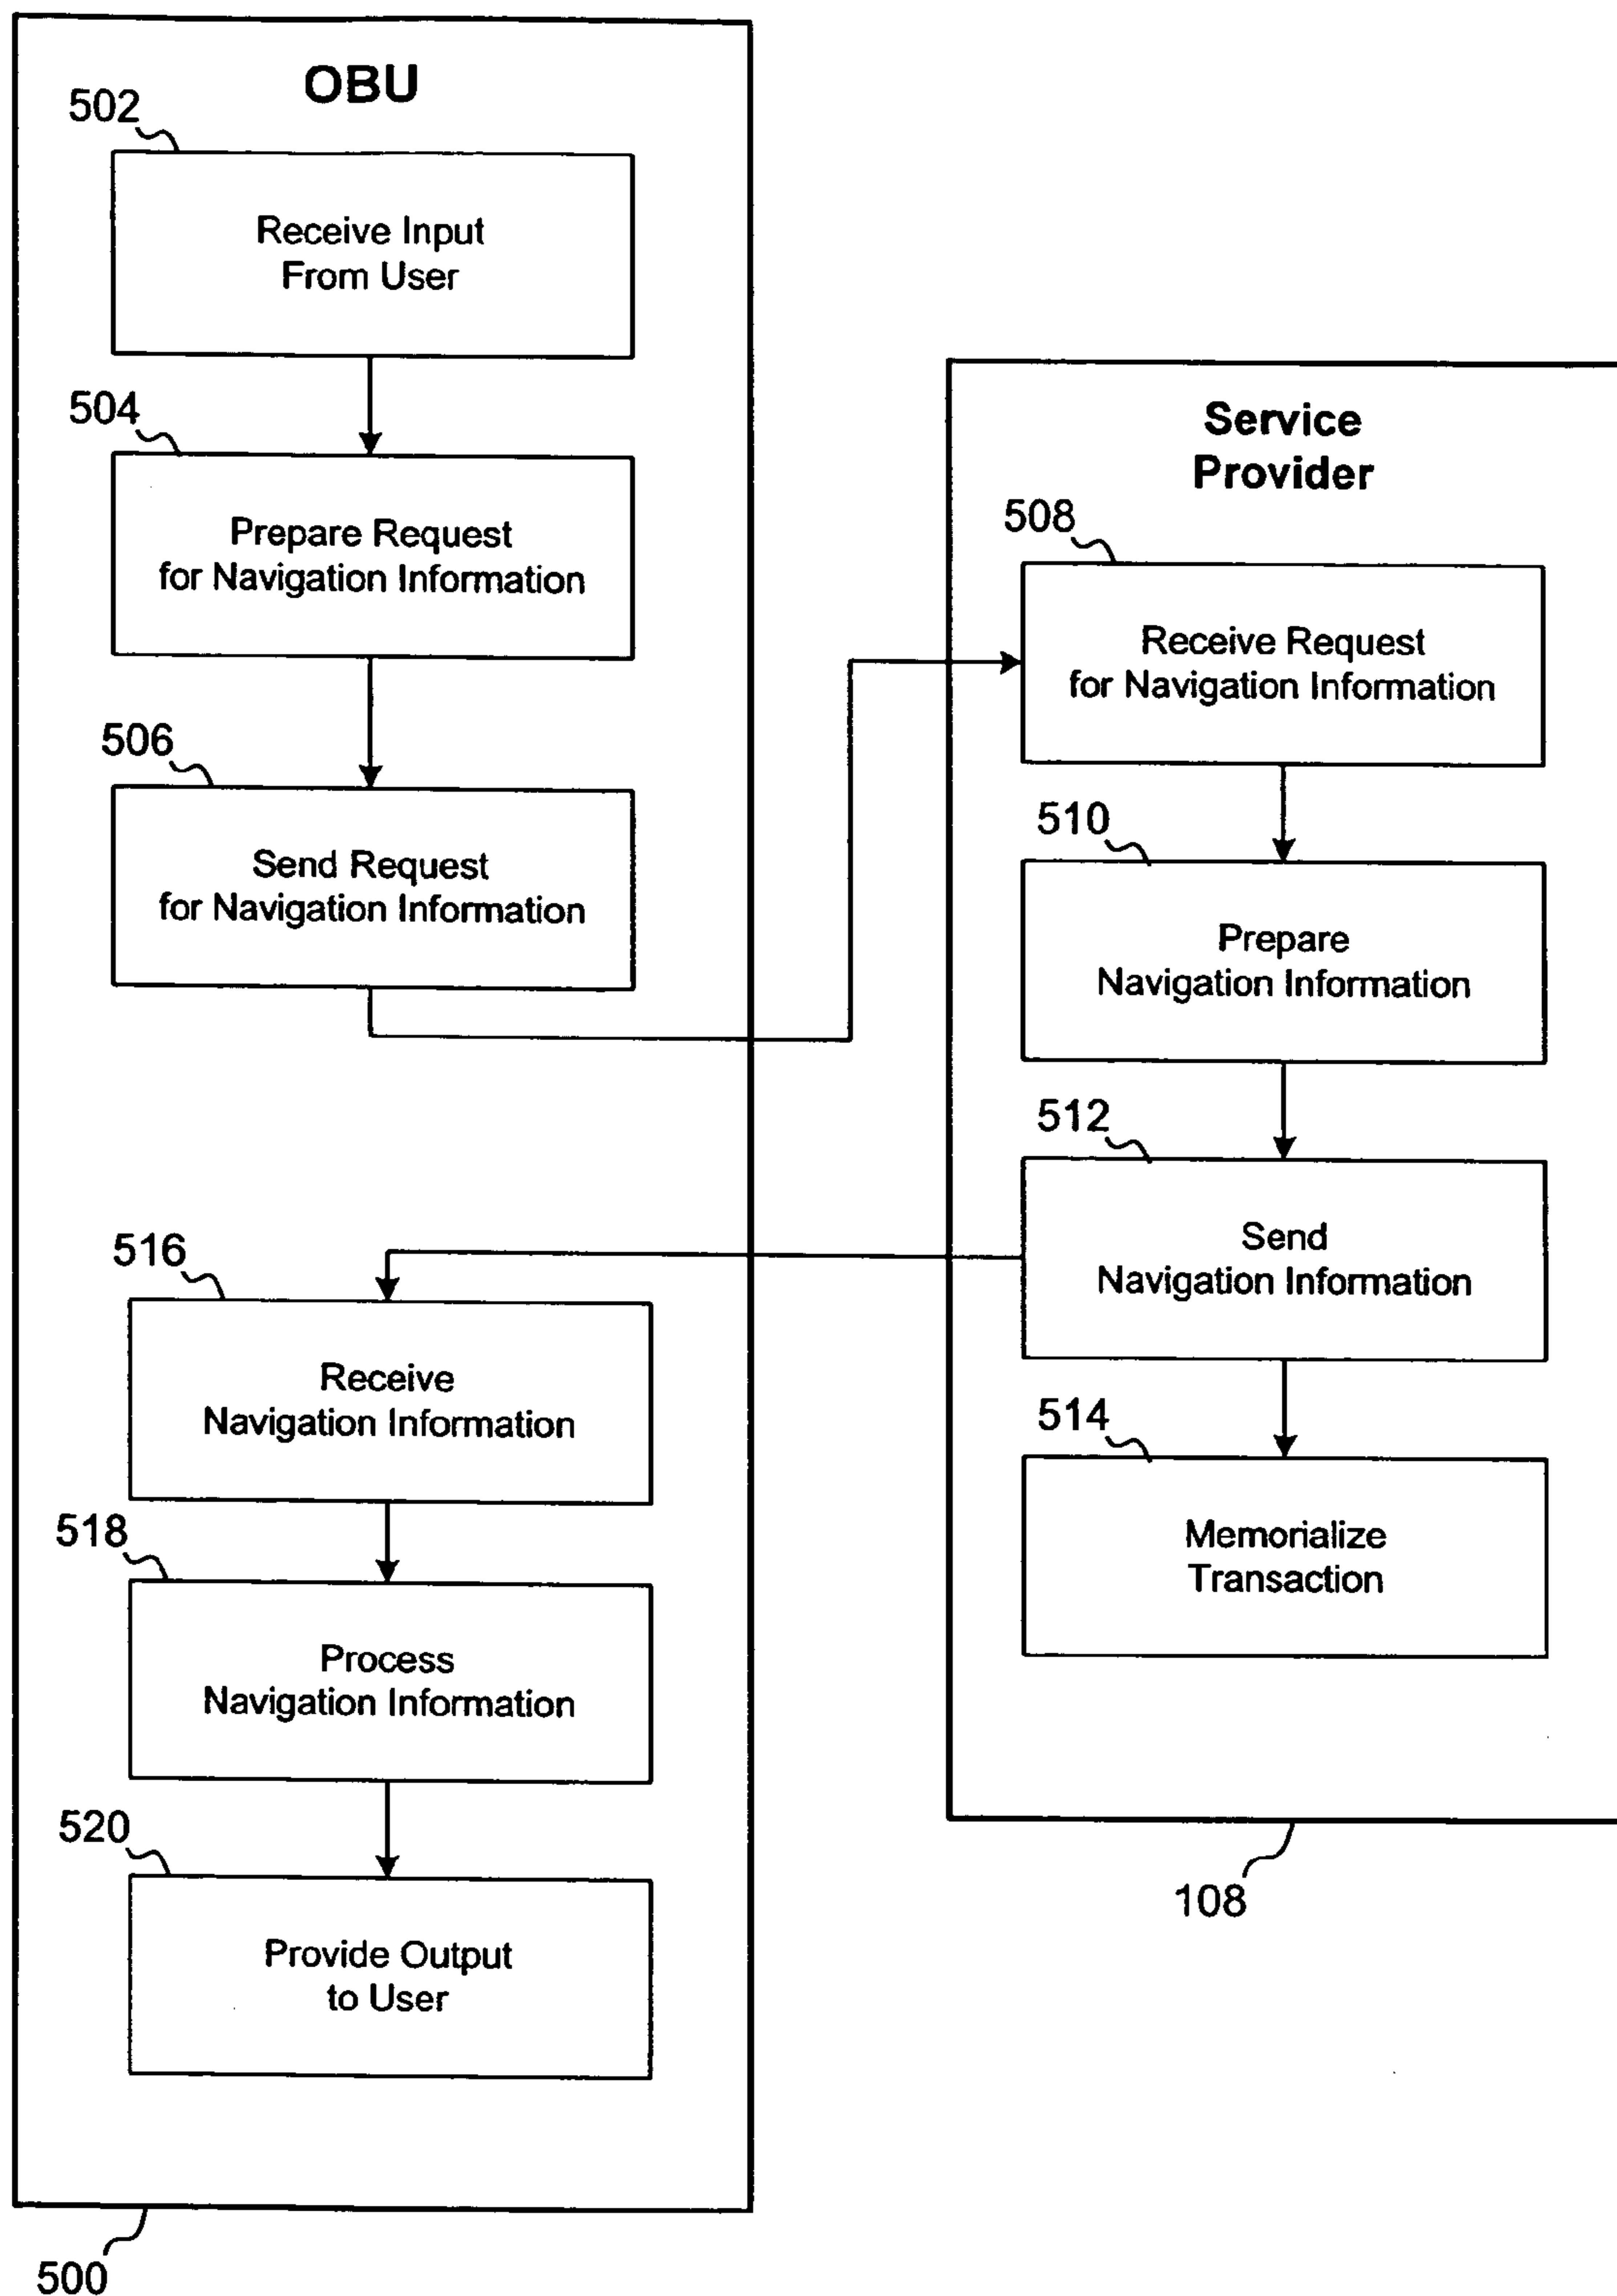 OBU
502
Receive Input
From User
504
Prepare Request
for Navigation Information
506
Send Request
for Navigation Information
Service
Provider
508
Receive Request
for Navigation Information
510
Prepare
Navigation Information
512
Send
Navigation Information
514
Memorialize
Transaction
108
516
Receive
Navigation Information
518
Process
Navigation Information
520
Provide Output
to User
500